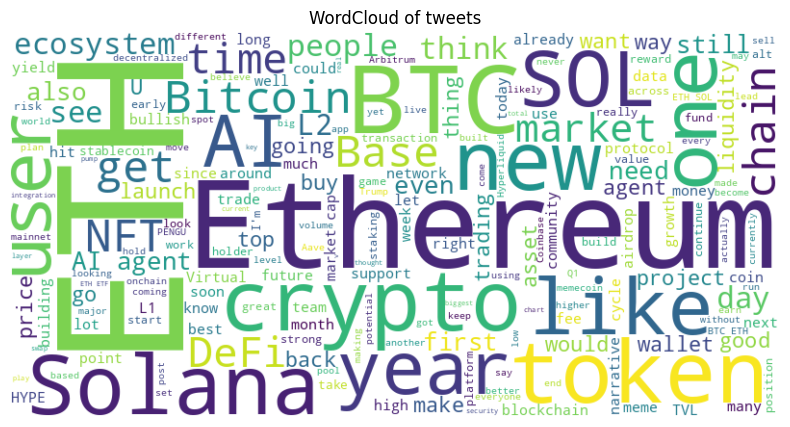 WordCloud of tweets
ecosystem
different
decentralized
long
people
think
already
want
way
still
sell
may
alt
time
Arbitrum
could
yield
believe
real
well
never
likely
reward
ETH SOL
lead
also
see
U
Bitcoin
BTC
thing
SOL
data
across
risk
early
world
bullish
spot
yet
live
today
really
use
fund
every
one
plan
hit
stablecoin
AI
L2
big
app
transaction
built
total
market
protocol
liquidity
chain
move
pump
since
around
going
key
Base
Hyperliquid
new
value
made
become
user
ETH
get
much
network
need
integration
launch
buy
game
even
come
agent
money
mainnet
PENGU
look
trade
cap
Trump
let
product
I'm
current
Aave
week
trading
NFT
hold
work
holder
top
volume
market
staking
right
Coinbase
community
asset
airdrop
growth
continue
actually
currently
layer
price
building
looking
onchain
AI agent
level
Ethereum
build
ETH ETF
coming
Virtual
future
support
using
Q1
project
coin
go
soon
crypto
memecoin
cycle
without
earn
run
lot
major
L1
start
know
great
team
got
low
chart
like
higher
fee
BTC ETH
day
next
swap
best
month
potential
keep
another
biggest
point
DeFi
strong
making
first
would
wallet
good
Solana
based
back
year
say
token
narrative
position
play
post
set
pool
take
everyone
platform
better
end
HYPE
high
make
security
blockchain
meme
TVL
many